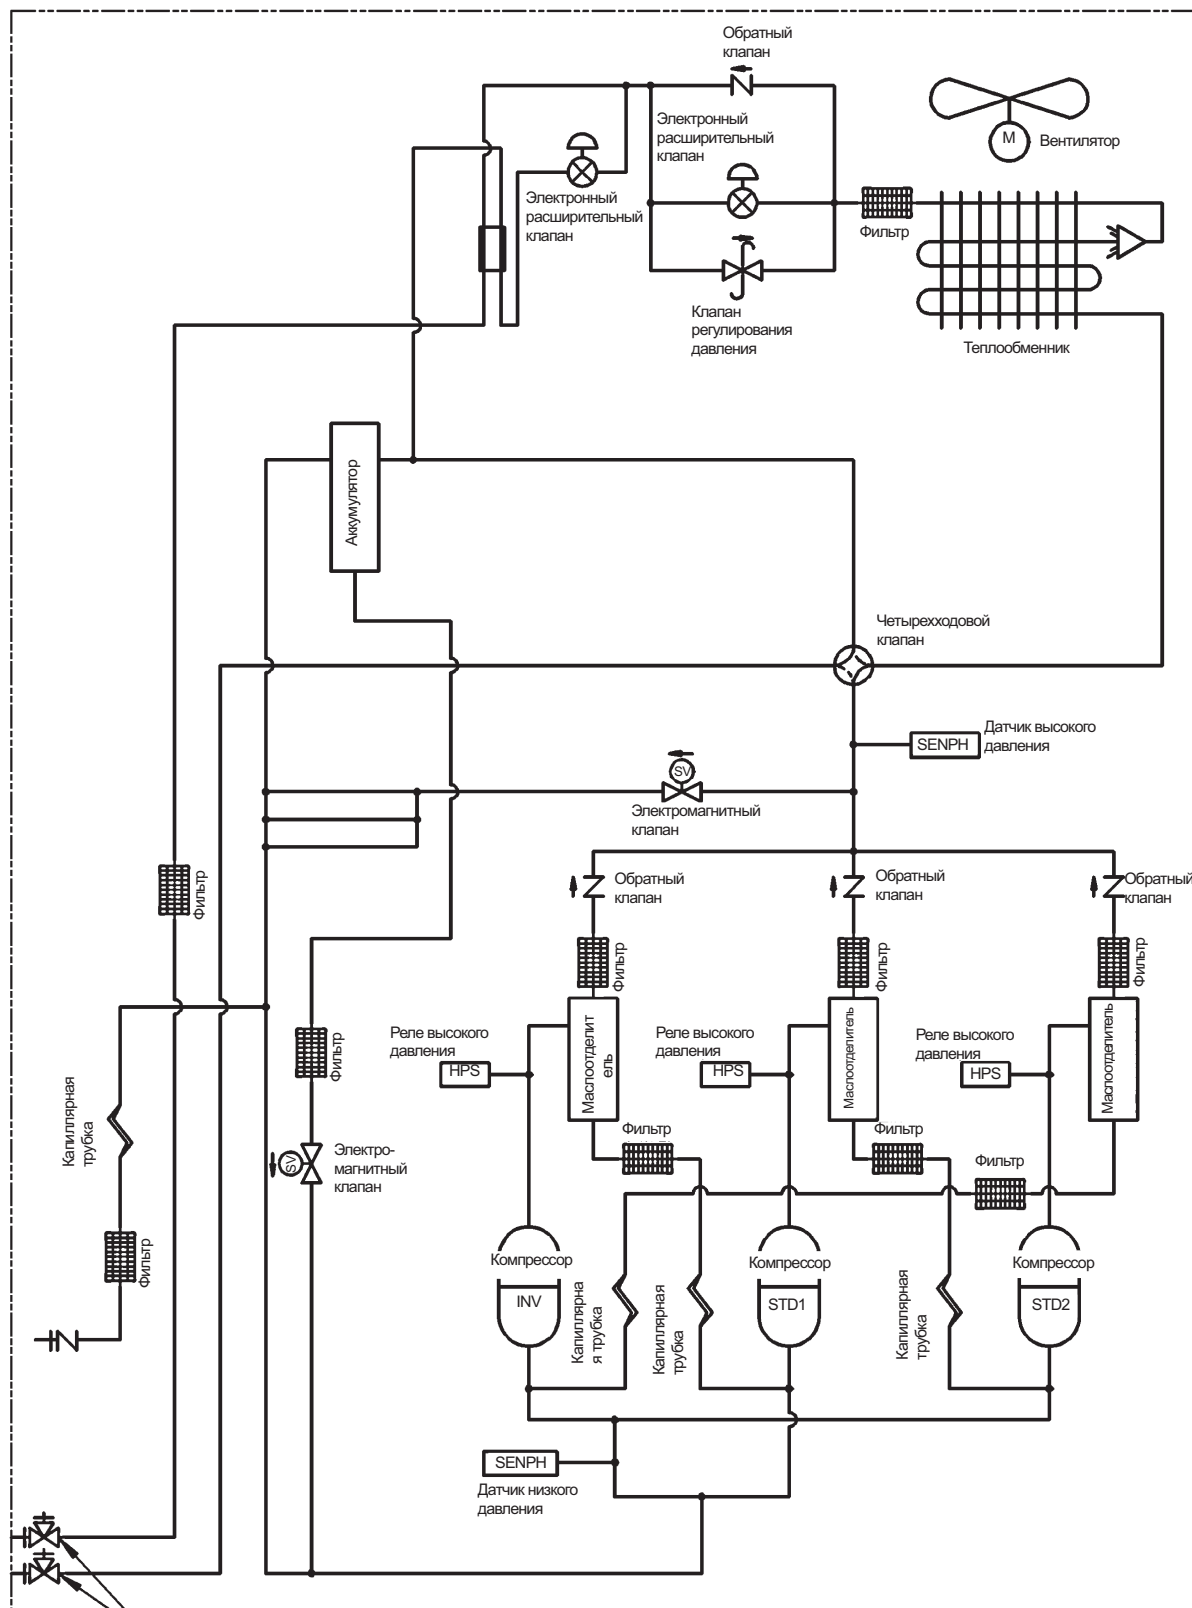 Обратный
клапан
Электронный
расширительный
клапан
M
Вентилятор
Электронный
расширительный
клапан
Фильтр
Клапан
регулирования
давления
Теплообменник
Аккумулятор
Четырехходовой
клапан
SENPH
Датчик высокого
давления
SV
Электромагнитный
клапан
Фильтр
Обратный
клапан
Обратный
клапан
Обратный
клапан
Фильтр
Фильтр
Фильтр
Фильтр
Реле высокого
давления
HPS
Маслоотделит
ель
Реле высокого
давления
HPS
Маслоотделитель
Реле высокого
давления
HPS
Маслоотделитель
Капиллярная
трубка
SV
Электро-
магнитный
клапан
Фильтр
Фильтр
Фильтр
Фильтр
Компрессор
INV
Компрессор
STD1
Компрессор
STD2
Капиллярна
я трубка
Капиллярная
трубка
Капиллярная
трубка
SENPH
Датчик низкого
давления